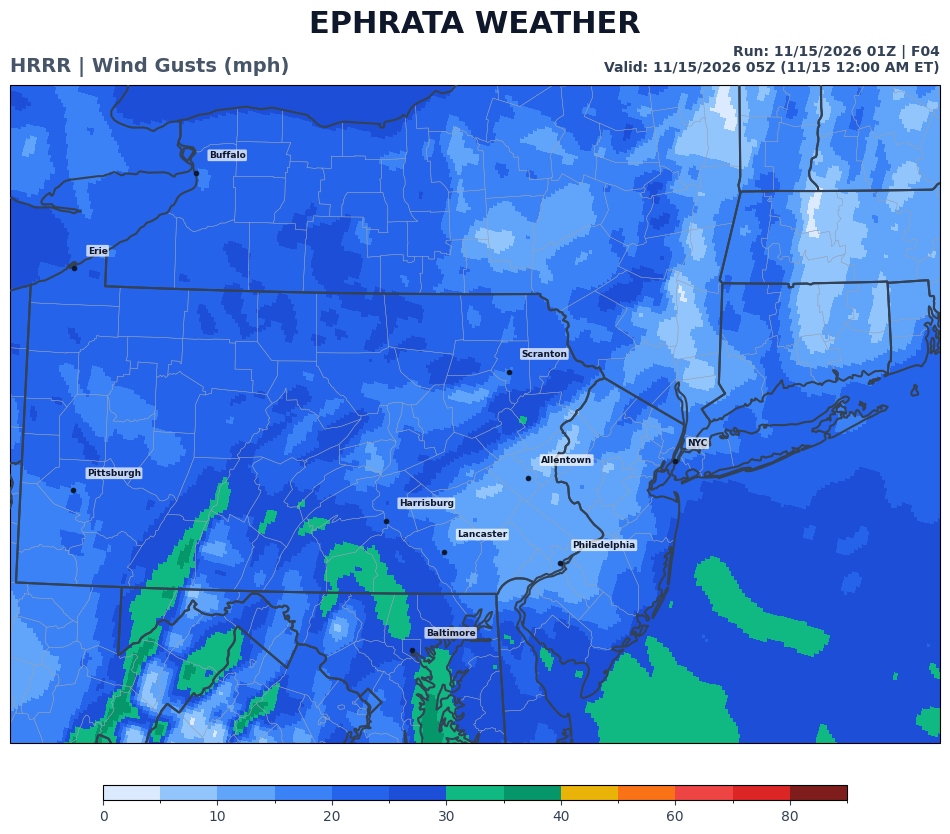 EPHRATA WEATHER
HRRR | Wind Gusts (mph)
Run: 11/15/2026 01Z | F04
Valid: 11/15/2026 05Z (11/15 12:00 AM ET)
Buffalo
Erie
Scranton
NYC
Allentown
Pittsburgh
Harrisburg
Lancaster
Philadelphia
Baltimore
0 10 20 30 40 50 60 70 80